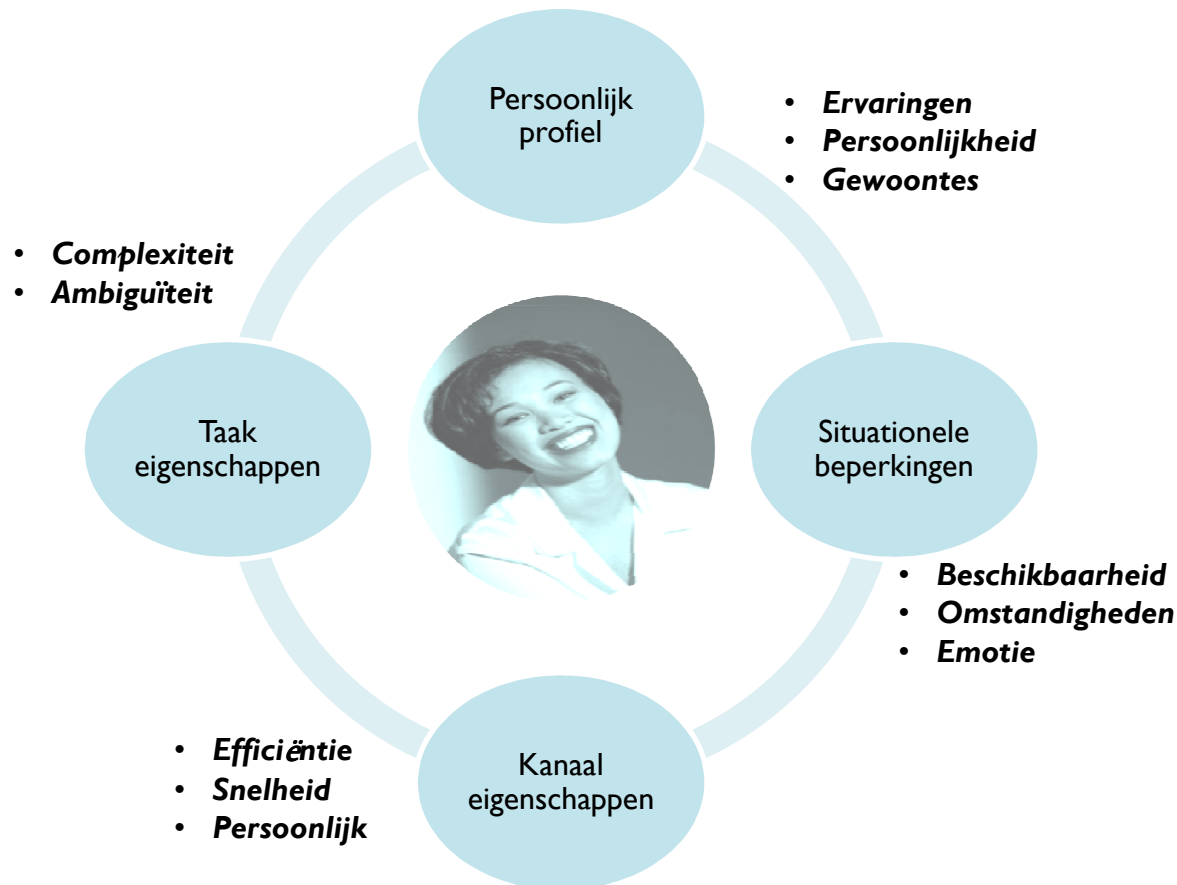 Persoonlijk
profiel
• Ervaringen
• Persoonlijkheid
• Gewoontes
• Complexiteit
• Ambiguïteit
Taak
eigenschappen
Situationele
beperkingen
• Beschikbaarheid
• Omstandigheden
• Emotie
• Efficiëntie
• Snelheid
• Persoonlijk
Kanaal
eigenschappen